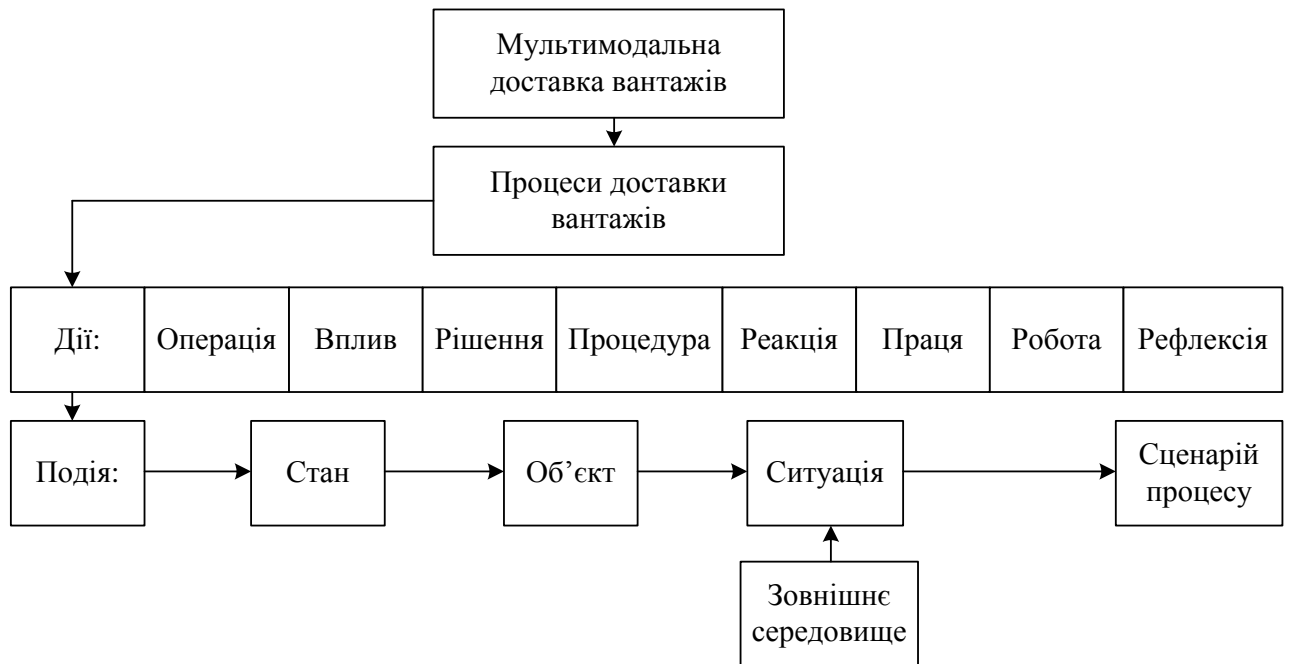 Мультимодальна
доставка вантажів
Процеси доставки
вантажів
Дії: Операція Вплив Рішення Процедура Реакція Праця Робота Рефлексія
Подія: Стан Об’єкт Ситуація Сценарій процесу
Зовнішнє
середовище